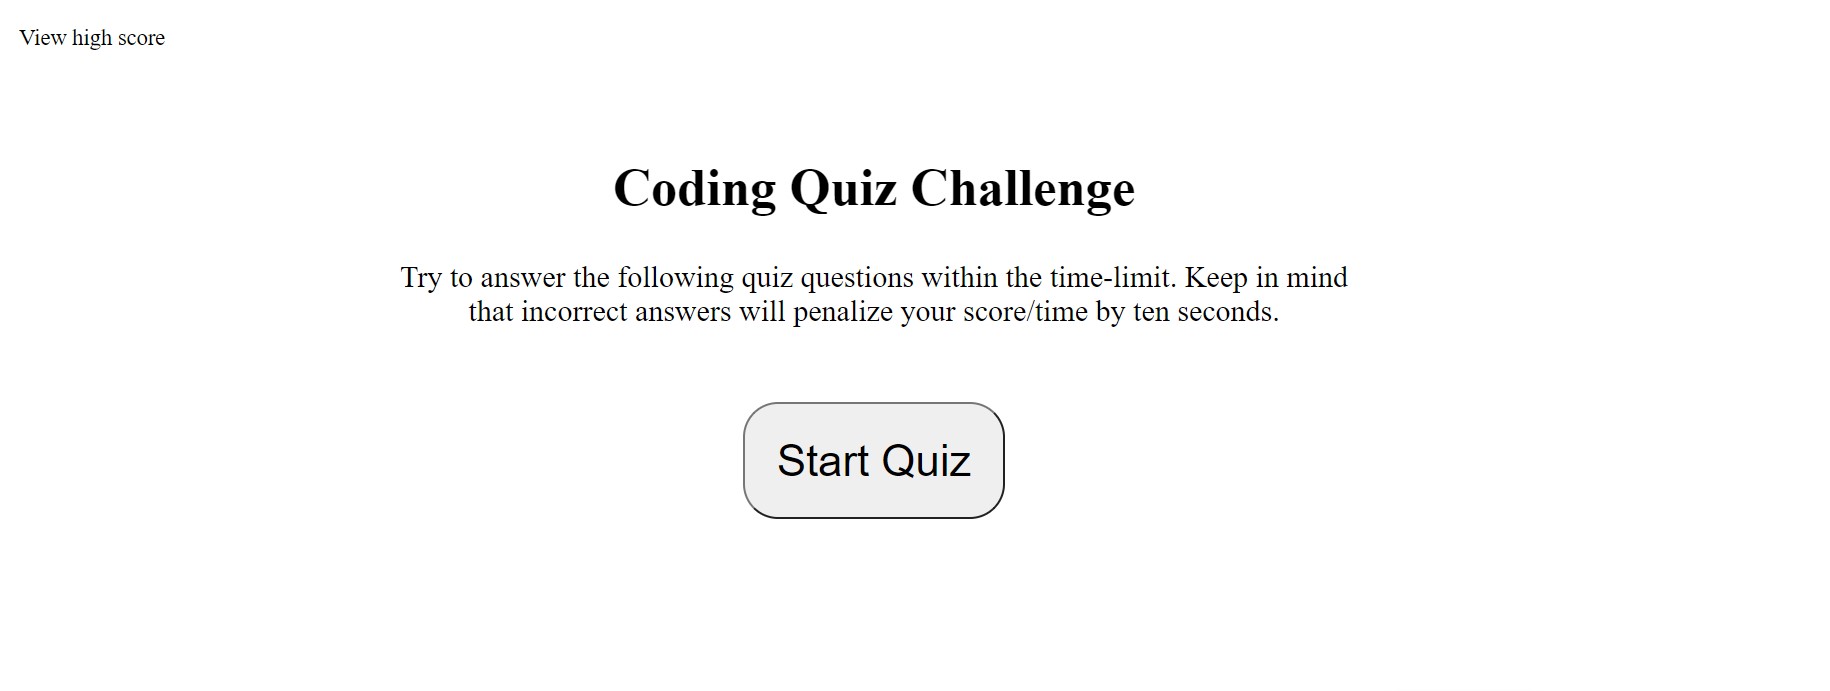 View high score
Coding Quiz Challenge
Try to answer the following quiz questions within the time-limit. Keep in mind
that incorrect answers will penalize your score/time by ten seconds.
Start Quiz